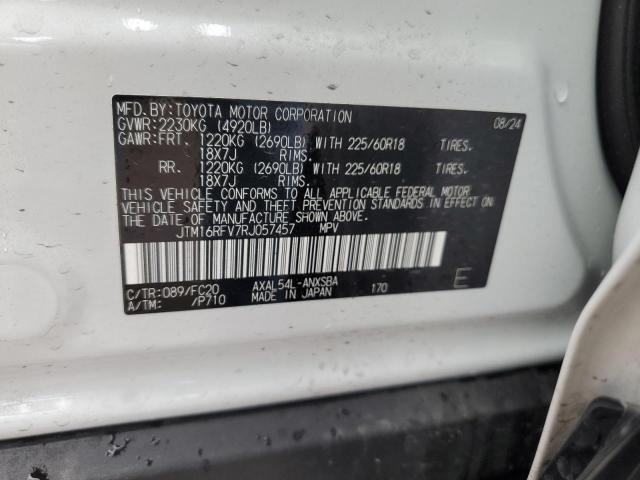 MFD.BY:TOYOTA MOTOR CORPORATION 08/24
GVWR:2230KG (4920LB)
GAWR:FRT. 1220KG (2690LB) WITH 225/60R18 TIRES.
18X7J RIMS.
RR. 1220KG (2690LB) WITH 225/60R18 TIRES.
18X7J RIMS.
THIS VEHICLE CONFORMS TO ALL APPLICABLE FEDERAL MOTOR
VEHICLE SAFETY AND THEFT PREVENTION STANDARDS IN EFFECT ON
THE DATE OF MANUFACTURE SHOWN ABOVE.
JTM16RFV7RJ057457 MPV
C/TR:089/FC20 AXAL54L-ANXSBA 170 E
A/TM: /P710 MADE IN JAPAN